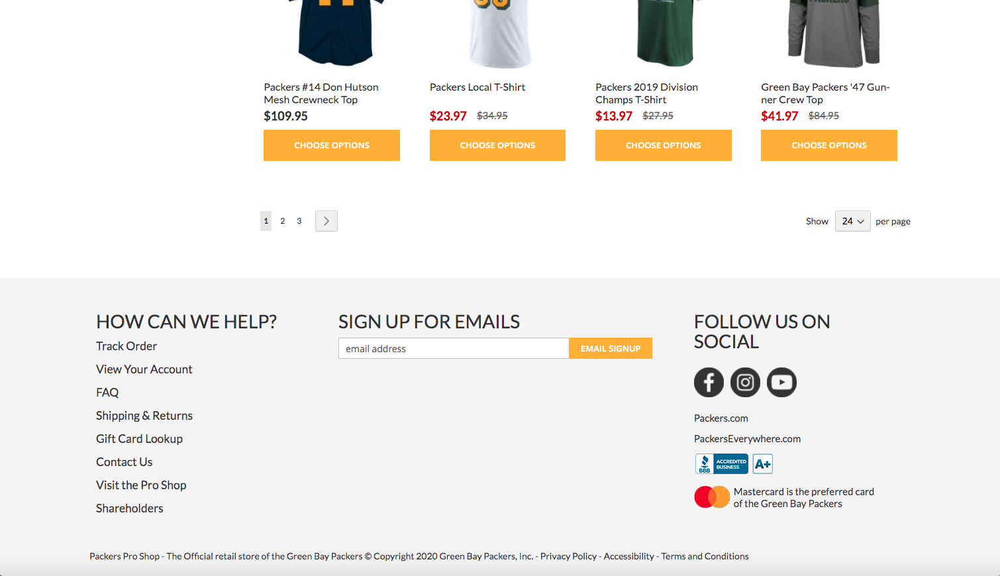 PACKERS
Packers #14 Don Hutson
Mesh Crewneck Top
$109.95
CHOOSE OPTIONS
Packers Local T-Shirt
$23.97 $34.95
CHOOSE OPTIONS
Packers 2019 Division
Champs T-Shirt
$13.97 $27.95
CHOOSE OPTIONS
Green Bay Packers '47 Gun-
ner Crew Top
$41.97 $84.95
CHOOSE OPTIONS
1 2 3
Show 24 per page
HOW CAN WE HELP?
Track Order
View Your Account
FAQ
Shipping & Returns
Gift Card Lookup
Contact Us
Visit the Pro Shop
Shareholders
SIGN UP FOR EMAILS
email address
EMAIL SIGNUP
FOLLOW US ON
SOCIAL
Packers.com
PackersEverywhere.com
BBB
ACCREDITED
BUSINESS
A+
Mastercard is the preferred card
of the Green Bay Packers
Packers Pro Shop - The Official retail store of the Green Bay Packers © Copyright 2020 Green Bay Packers, Inc. - Privacy Policy - Accessibility - Terms and Conditions